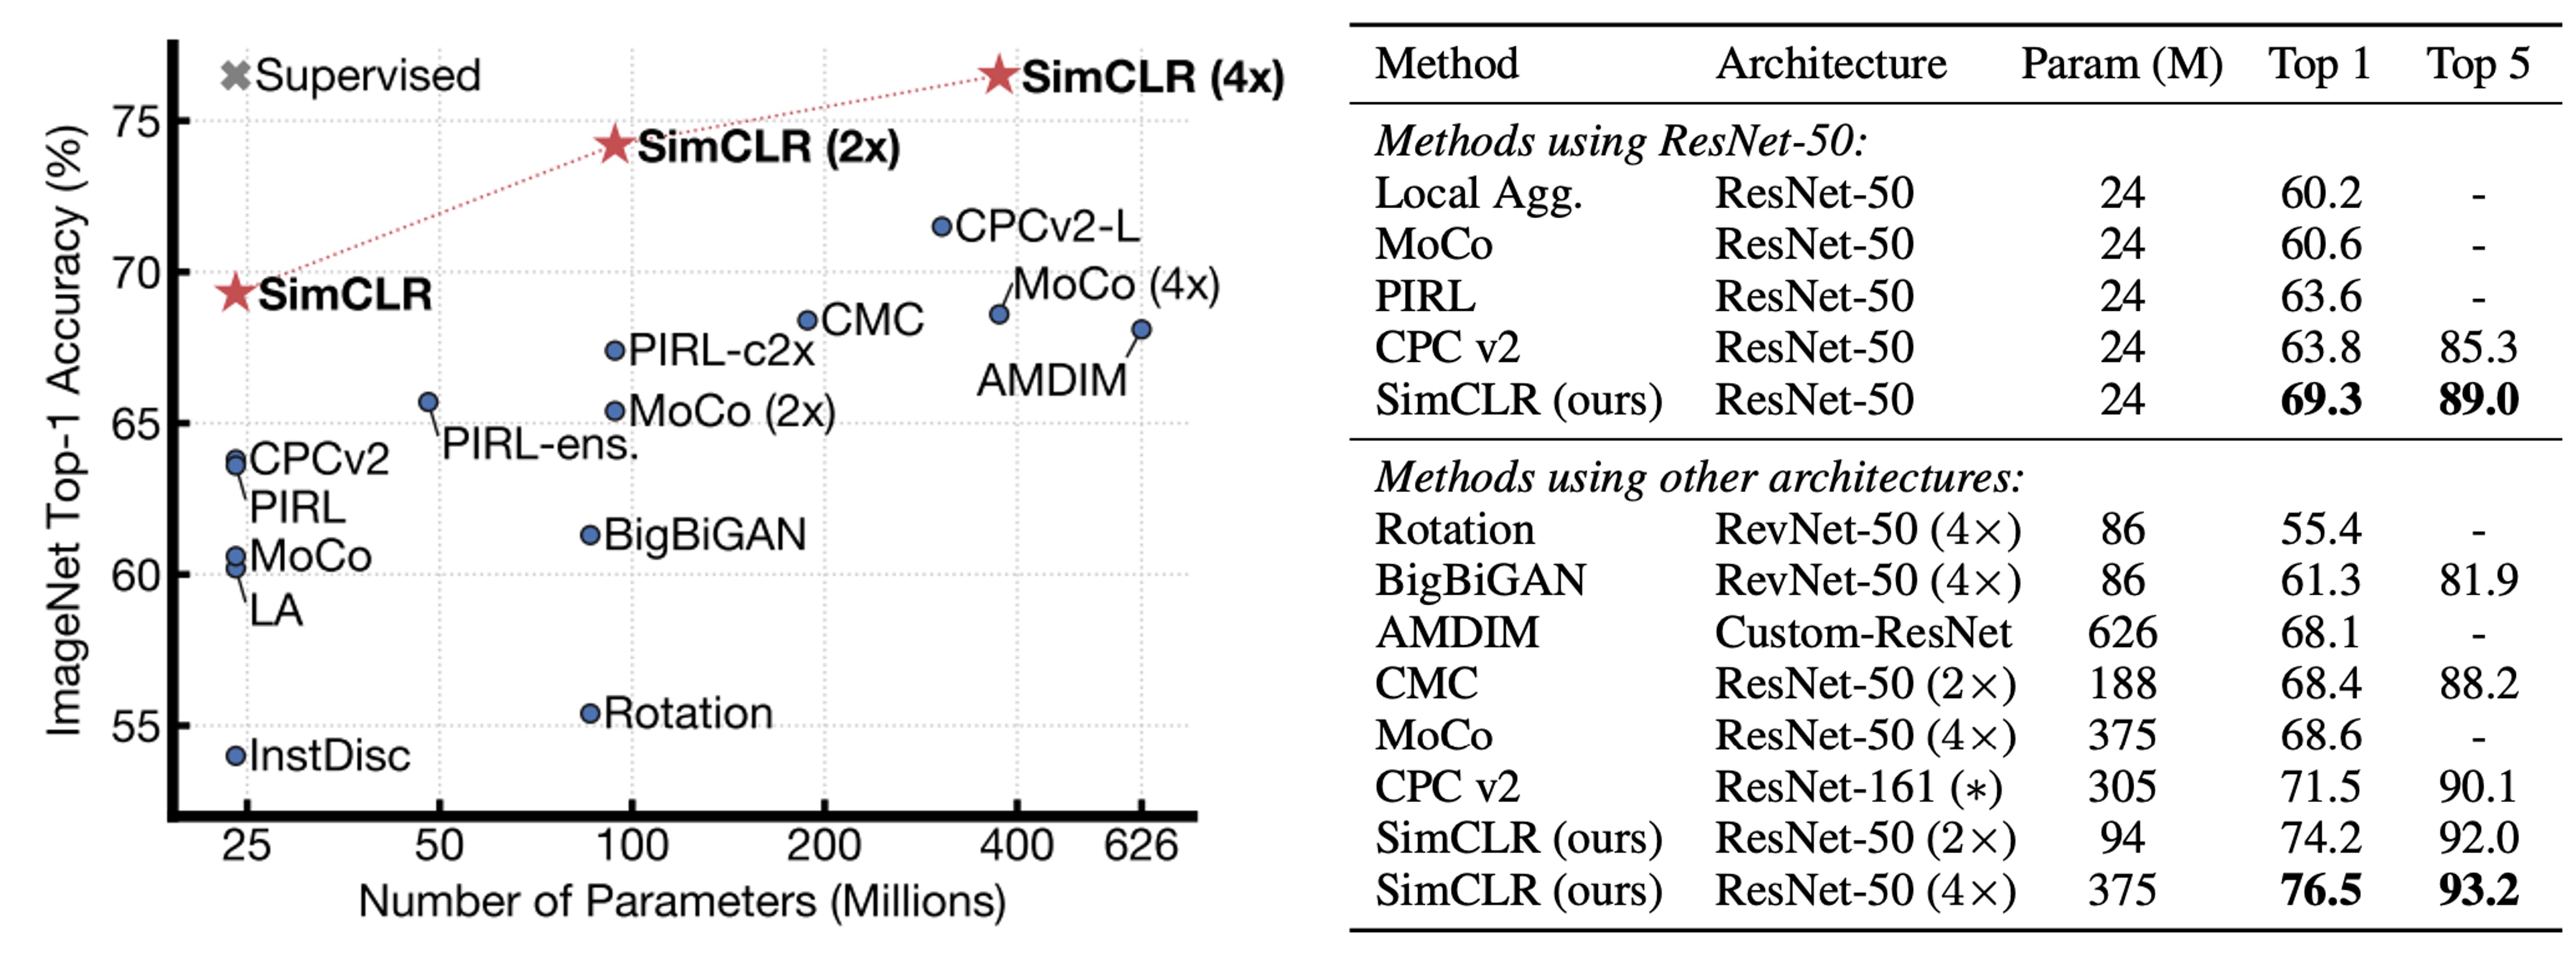 Supervised
SimCLR (4x)
75
SimCLR (2x)
CPCv2-L
70
MoCo (4x)
SimCLR
CMC
PIRL-c2x
AMDIM
MoCo (2x)
65
PIRL-ens.
CPCv2
PIRL
BigBiGAN
MoCo
60
LA
Rotation
55
InstDisc
25 50 100 200 400 626
Number of Parameters (Millions)
ImageNet Top-1 Accuracy (%)
Method Architecture Param (M) Top 1 Top 5
Methods using ResNet-50:
Local Agg. ResNet-50 24 60.2 -
MoCo ResNet-50 24 60.6 -
PIRL ResNet-50 24 63.6 -
CPC v2 ResNet-50 24 63.8 85.3
SimCLR (ours) ResNet-50 24 69.3 89.0
Methods using other architectures:
Rotation RevNet-50 (4×) 86 55.4 -
BigBiGAN RevNet-50 (4×) 86 61.3 81.9
AMDIM Custom-ResNet 626 68.1 -
CMC ResNet-50 (2×) 188 68.4 88.2
MoCo ResNet-50 (4×) 375 68.6 -
CPC v2 ResNet-161 (∗) 305 71.5 90.1
SimCLR (ours) ResNet-50 (2×) 94 74.2 92.0
SimCLR (ours) ResNet-50 (4×) 375 76.5 93.2